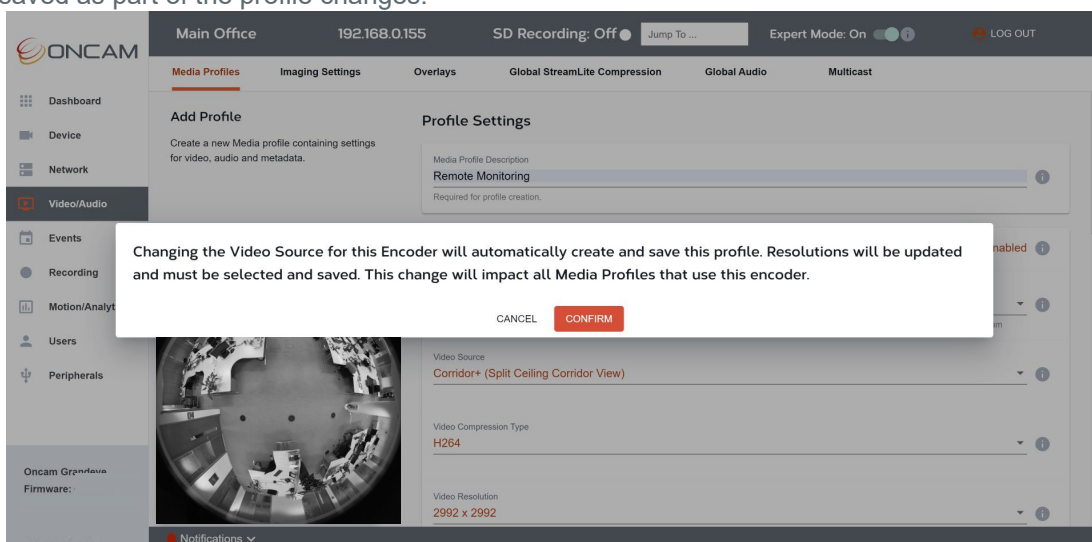 saved as part of the profile changes.
ONCAM
Main Office 192.168.0.155 SD Recording: Off Jump To ... Expert Mode: On LOG OUT
Media Profiles Imaging Settings Overlays Global StreamLite Compression Global Audio Multicast
Dashboard
Device
Network
Video/Audio
Events
Recording
Motion/Analyt
Users
Peripherals
Oncam Grandeye
Firmware:
Add Profile
Create a new Media profile containing settings
for video, audio and metadata.
Profile Settings
Media Profile Description
Remote Monitoring
Required for profile creation.
nabled
Changing the Video Source for this Encoder will automatically create and save this profile. Resolutions will be updated
and must be selected and saved. This change will impact all Media Profiles that use this encoder.
CANCEL CONFIRM
Video Source
Corridor+ (Split Ceiling Corridor View)
Video Compression Type
H264
Video Resolution
2992 x 2992
Notifications